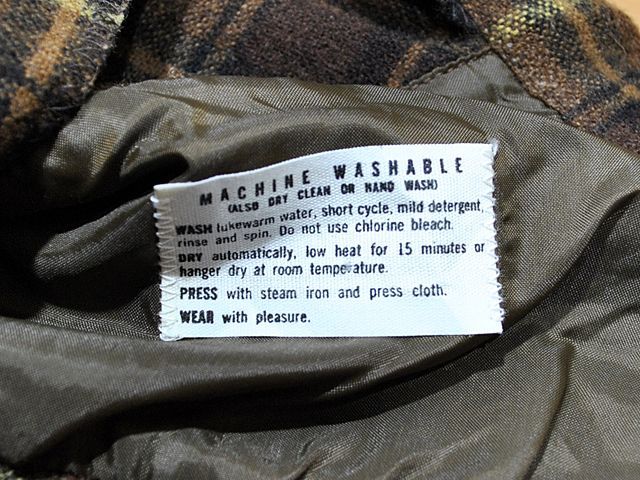 MACHINE WASHABLE
(ALSO DRY CLEAN OR HAND WASH)
WASH lukewarm water, short cycle, mild detergent,
rinse and spin. Do not use chlorine bleach.
DRY automatically, low heat for 15 minutes or
hanger dry at room temperature.
PRESS with steam iron and press cloth.
WEAR with pleasure.